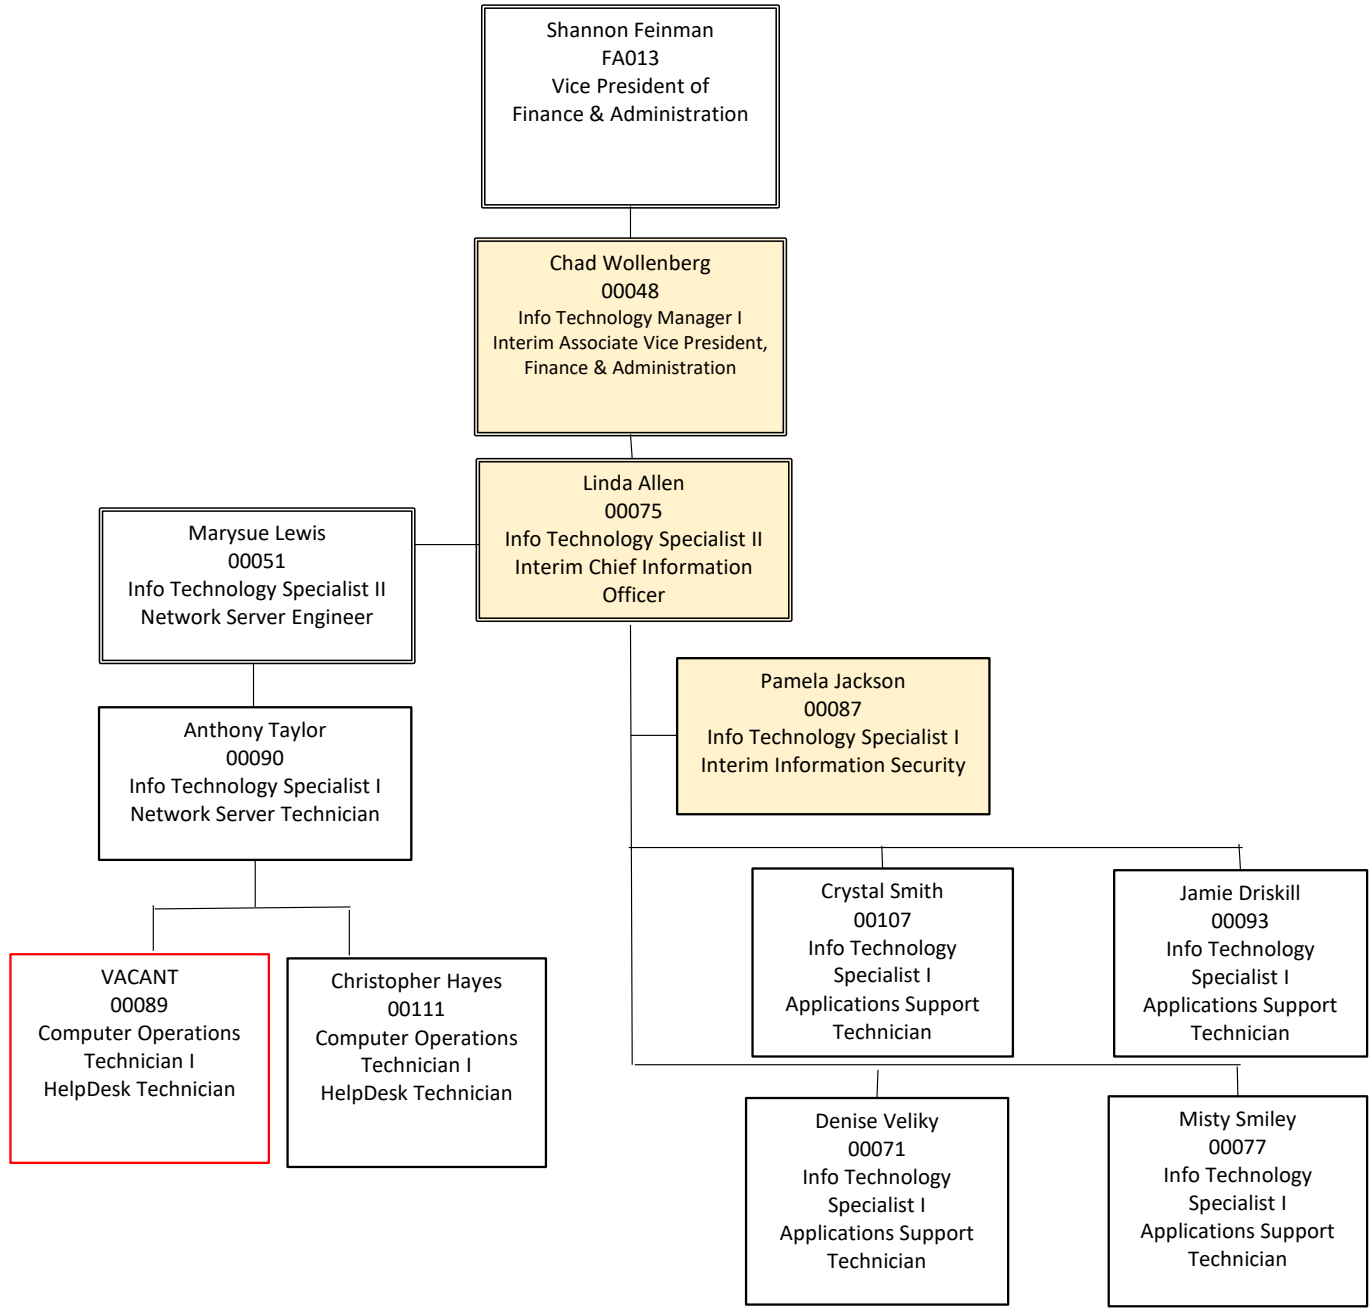 Shannon Feinman
FA013
Vice President of
Finance & Administration
Chad Wollenberg
00048
Info Technology Manager I
Interim Associate Vice President,
Finance & Administration
Linda Allen
00075
Info Technology Specialist II
Interim Chief Information
Officer
Marysue Lewis
00051
Info Technology Specialist II
Network Server Engineer
Pamela Jackson
00087
Info Technology Specialist I
Interim Information Security
Anthony Taylor
00090
Info Technology Specialist I
Network Server Technician
Crystal Smith
00107
Info Technology
Specialist I
Applications Support
Technician
Jamie Driskill
00093
Info Technology
Specialist I
Applications Support
Technician
VACANT
00089
Computer Operations
Technician I
HelpDesk Technician
Christopher Hayes
00111
Computer Operations
Technician I
HelpDesk Technician
Denise Veliky
00071
Info Technology
Specialist I
Applications Support
Technician
Misty Smiley
00077
Info Technology
Specialist I
Applications Support
Technician